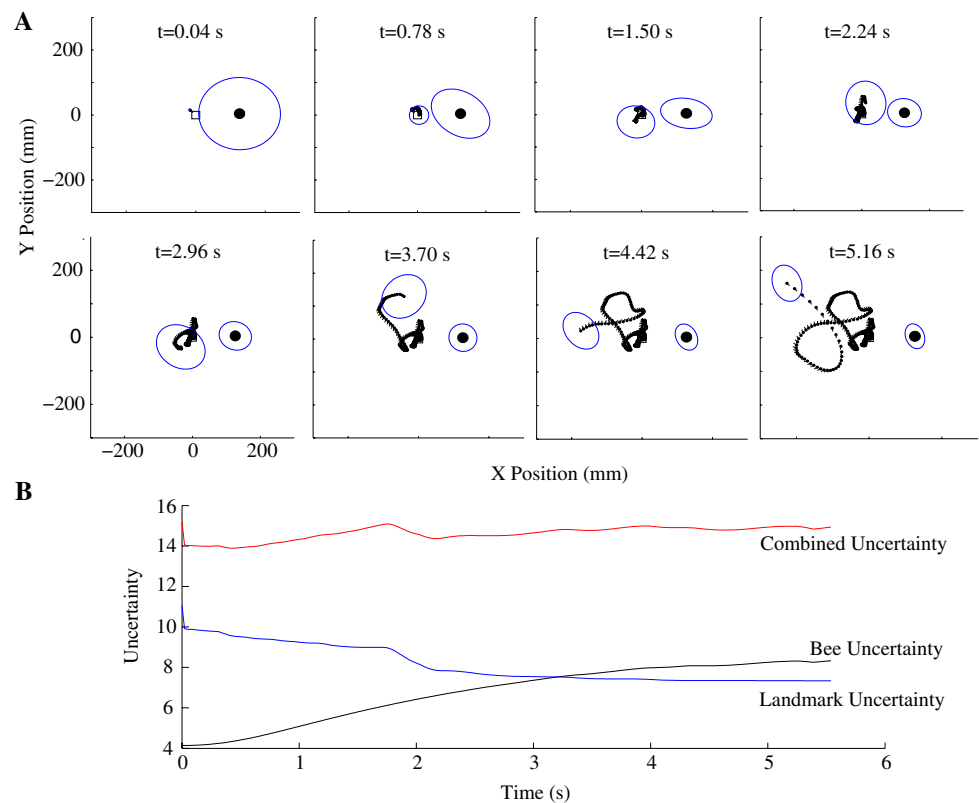 A
t=0.04 s
t=0.78 s
t=1.50 s
t=2.24 s
300
0
−200
t=2.96 s
t=3.70 s
t=4.42 s
t=5.16 s
200
0
−200
−200
0
200
Y Position (mm)
X Position (mm)
B
16
14
12
10
8
6
4
Uncertainty
Combined Uncertainty
Bee Uncertainty
Landmark Uncertainty
0
1
2
3
4
5
6
Time (s)